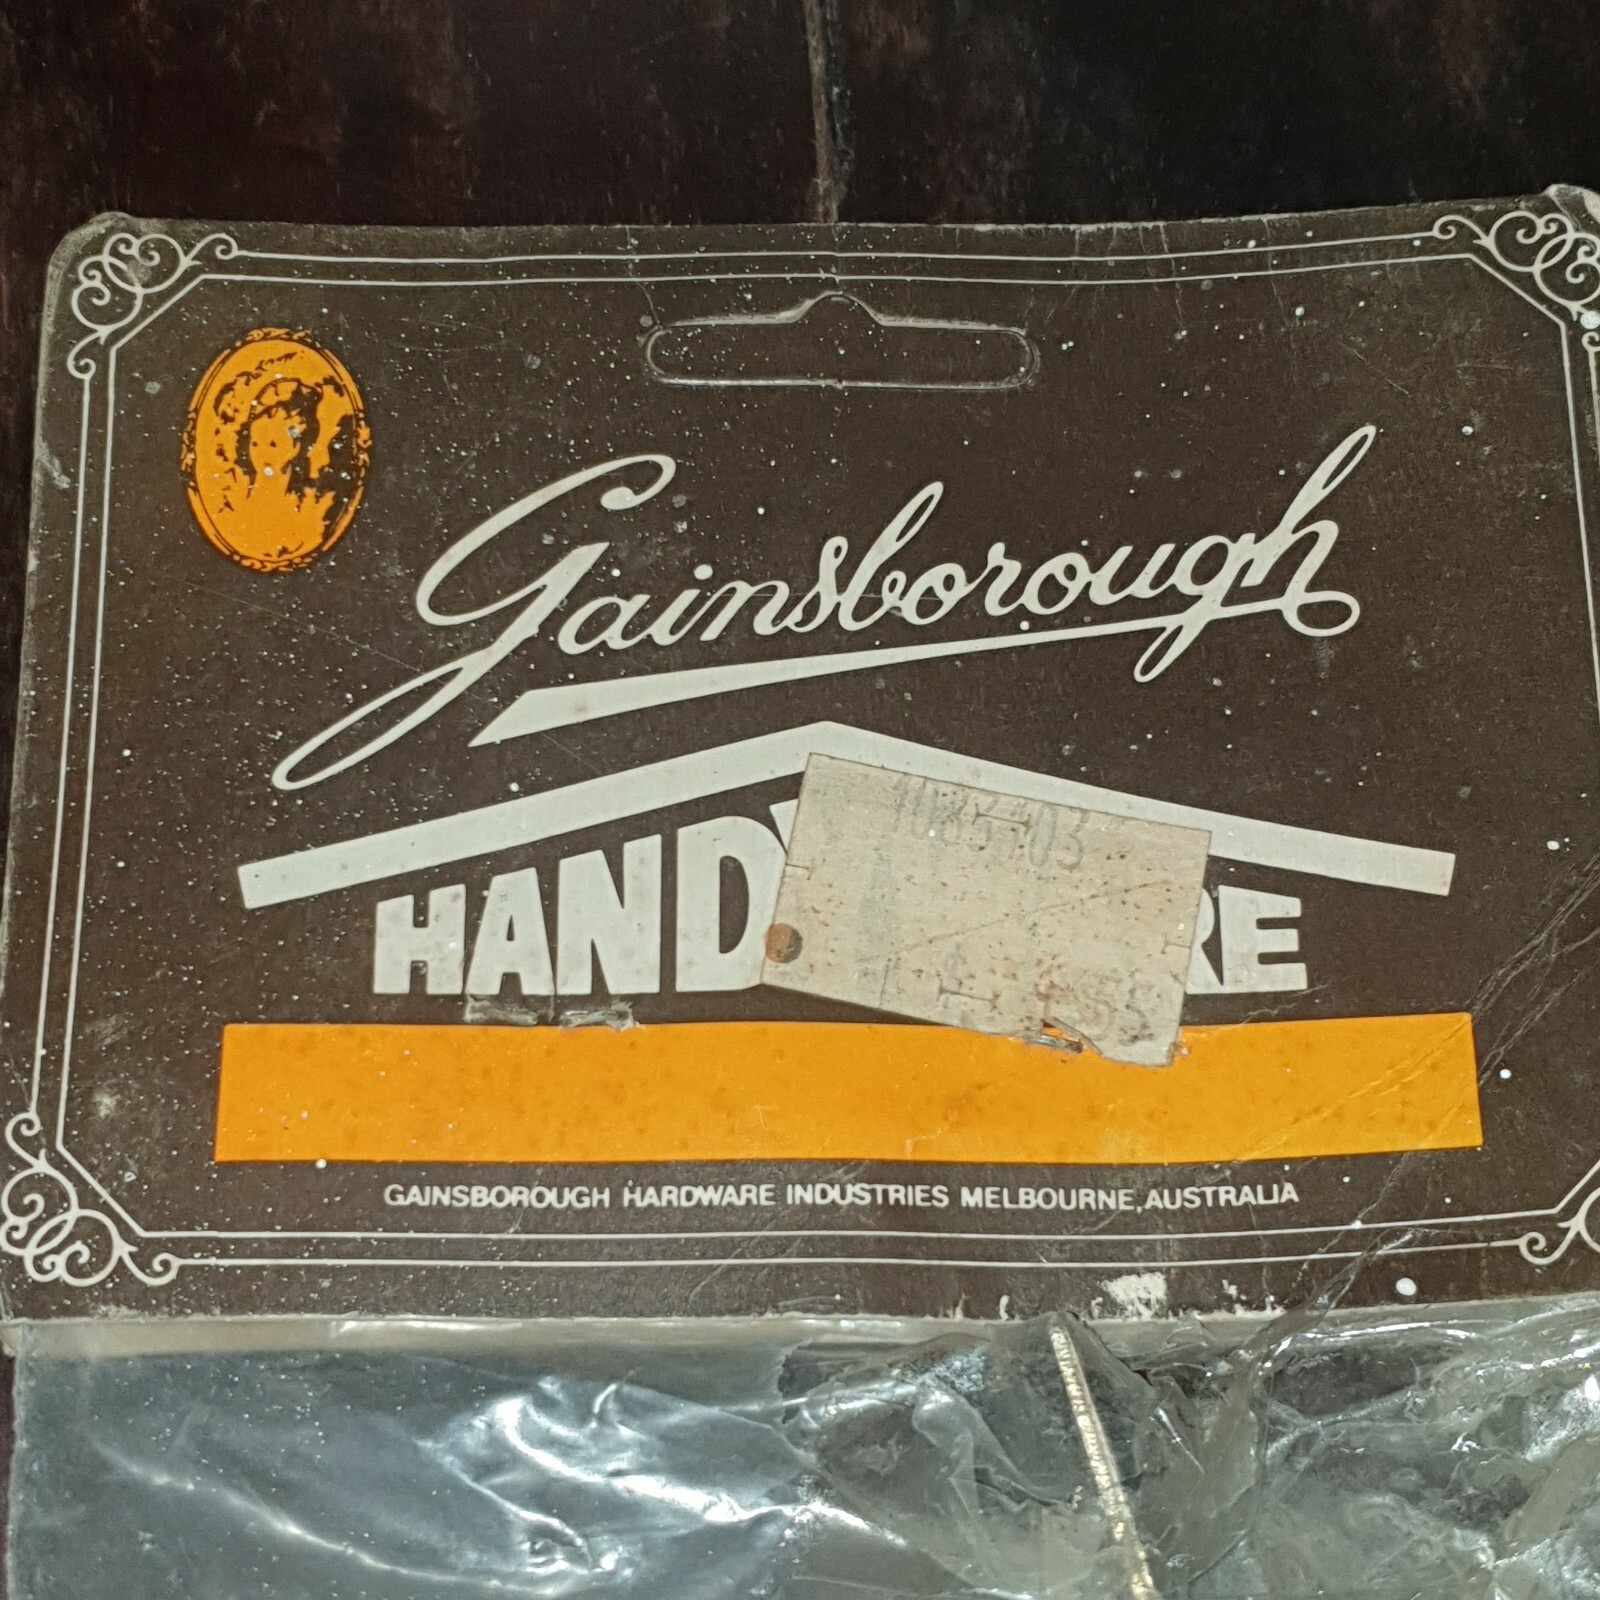 Gainsborough
HAND RE
GAINSBOROUGH HARDWARE INDUSTRIES MELBOURNE, AUSTRALIA